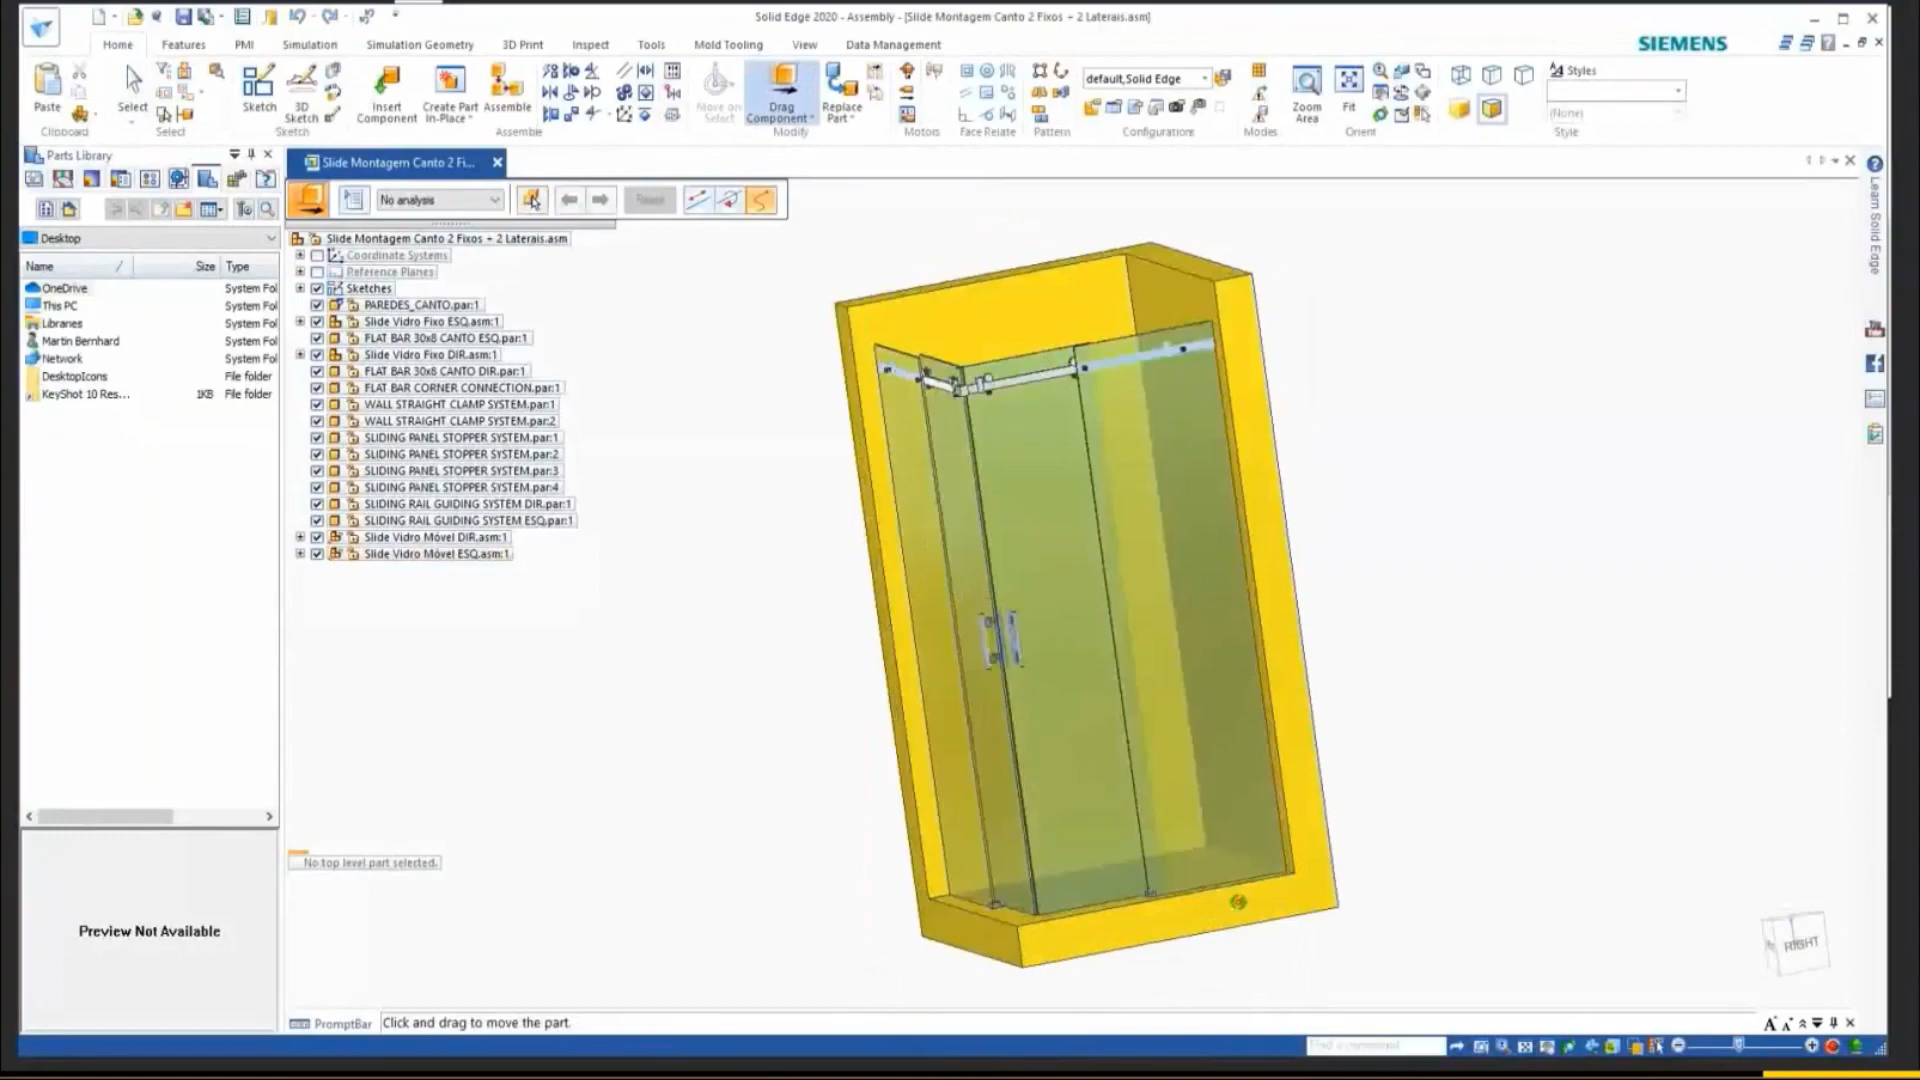 Solid Edge 2020 - Assembly - [Slide Montagem Canto 2 Fixos + 2 Laterais.asm]
Home Features PMI Simulation Simulation Geometry 3D Print Inspect Tools Mold Tooling View Data Management
SIEMENS
Paste
Clipboard
Select
Select
Sketch
3D Sketch
Sketch
Insert Component
Create Part In-Place
Assemble
Assemble
Move on Select
Drag Component
Replace Part
Modify
Motors
Face Relate
Pattern
default,Solid Edge
Configurations
Modes
Zoom Area
Fit
Orient
Styles
(None)
Style
Parts Library
Slide Montagem Canto 2 Fi...
No analysis
Desktop
Name Size Type
OneDrive System Fol
This PC System Fol
Libraries System Fol
Martin Bernhard System Fol
Network System Fol
DesktopIcons File folder
KeyShot 10 Res... 1KB File folder
Slide Montagem Canto 2 Fixos + 2 Laterais.asm
Coordinate Systems
Reference Planes
Sketches
PAREDES_CANTO.par:1
Slide Vidro Fixo ESQ.asm:1
FLAT BAR 30x8 CANTO ESQ.par:1
Slide Vidro Fixo DIR.asm:1
FLAT BAR 30x8 CANTO DIR.par:1
FLAT BAR CORNER CONNECTION.par:1
WALL STRAIGHT CLAMP SYSTEM.par:1
WALL STRAIGHT CLAMP SYSTEM.par:2
SLIDING PANEL STOPPER SYSTEM.par:1
SLIDING PANEL STOPPER SYSTEM.par:2
SLIDING PANEL STOPPER SYSTEM.par:3
SLIDING PANEL STOPPER SYSTEM.par:4
SLIDING RAIL GUIDING SYSTEM DIR.par:1
SLIDING RAIL GUIDING SYSTEM ESQ.par:1
Slide Vidro Móvel DIR.asm:1
Slide Vidro Móvel ESQ.asm:1
No top level part selected.
Preview Not Available
Learn Solid Edge
RIGHT
PromptBar Click and drag to move the part.
Find a command